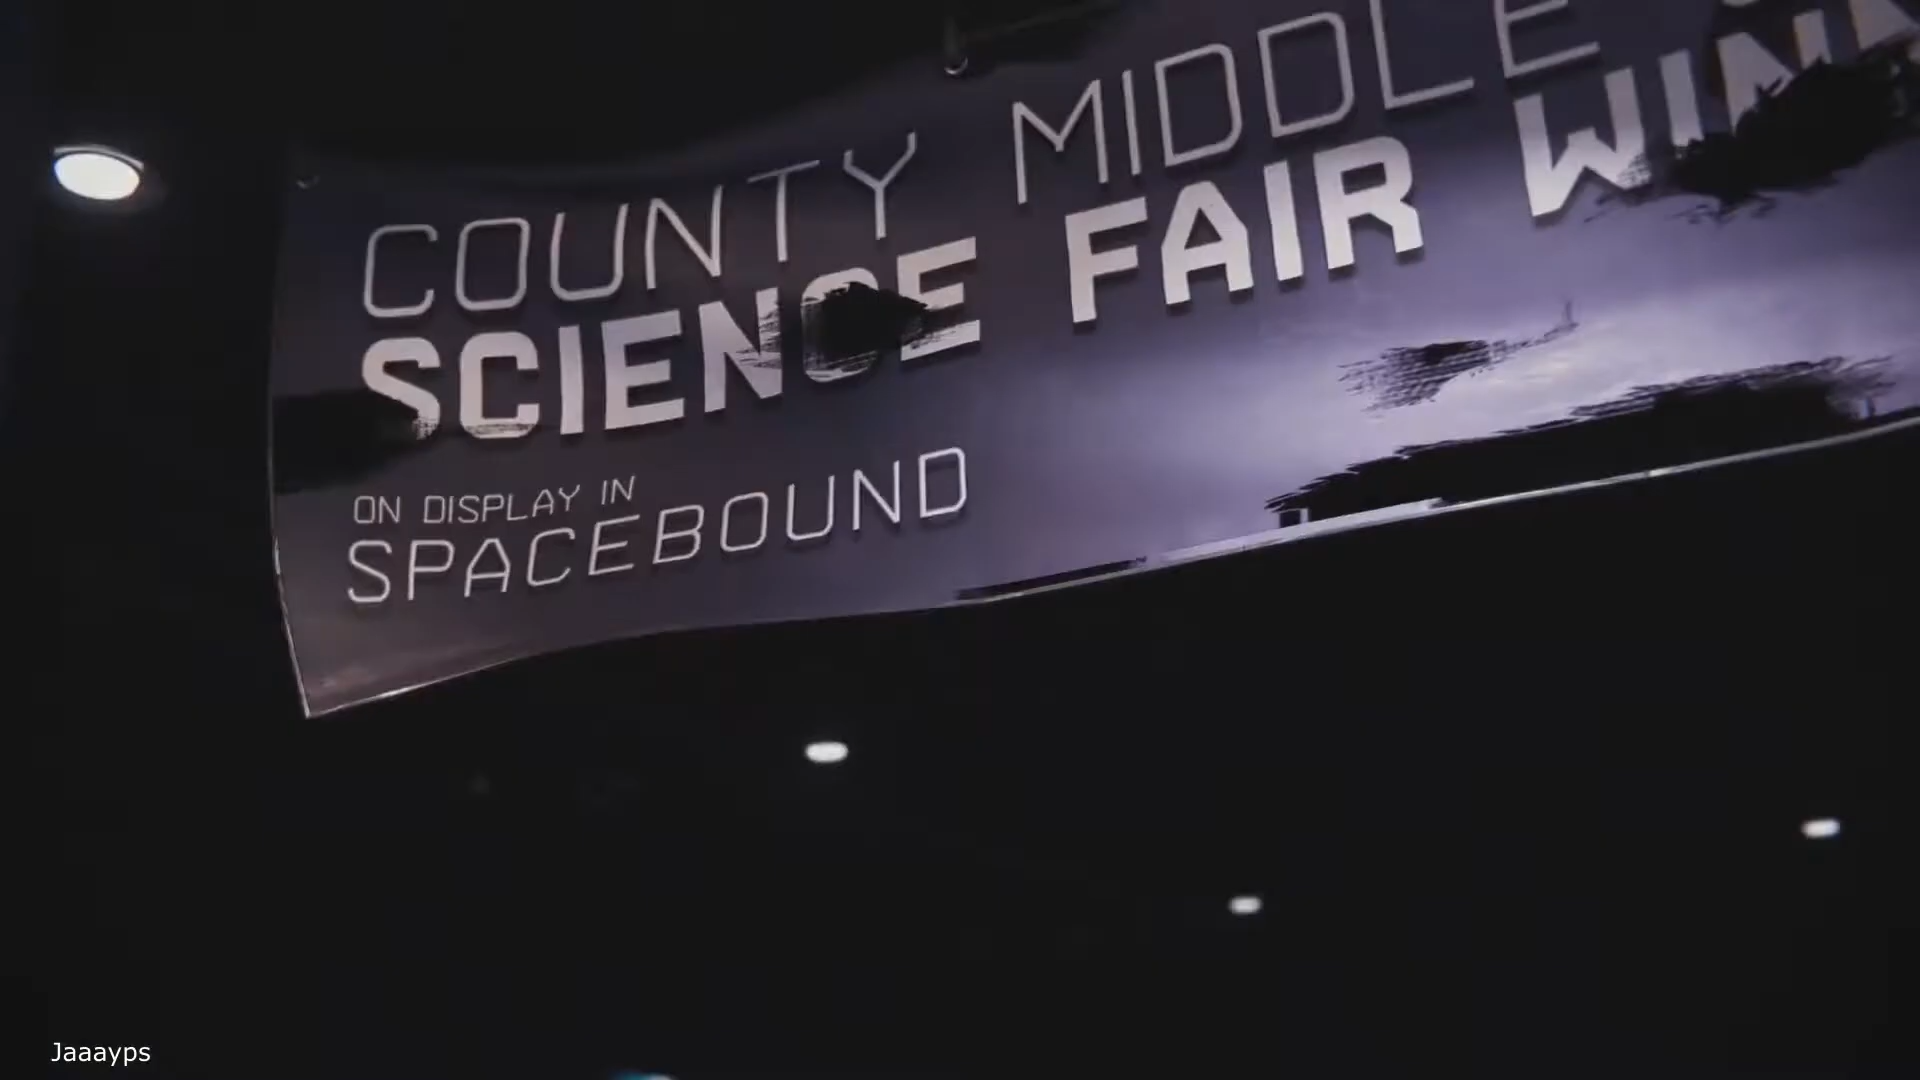 COUNTY MIDDLE
SCIENCE FAIR
ON DISPLAY IN
SPACEBOUND
Jaaayps